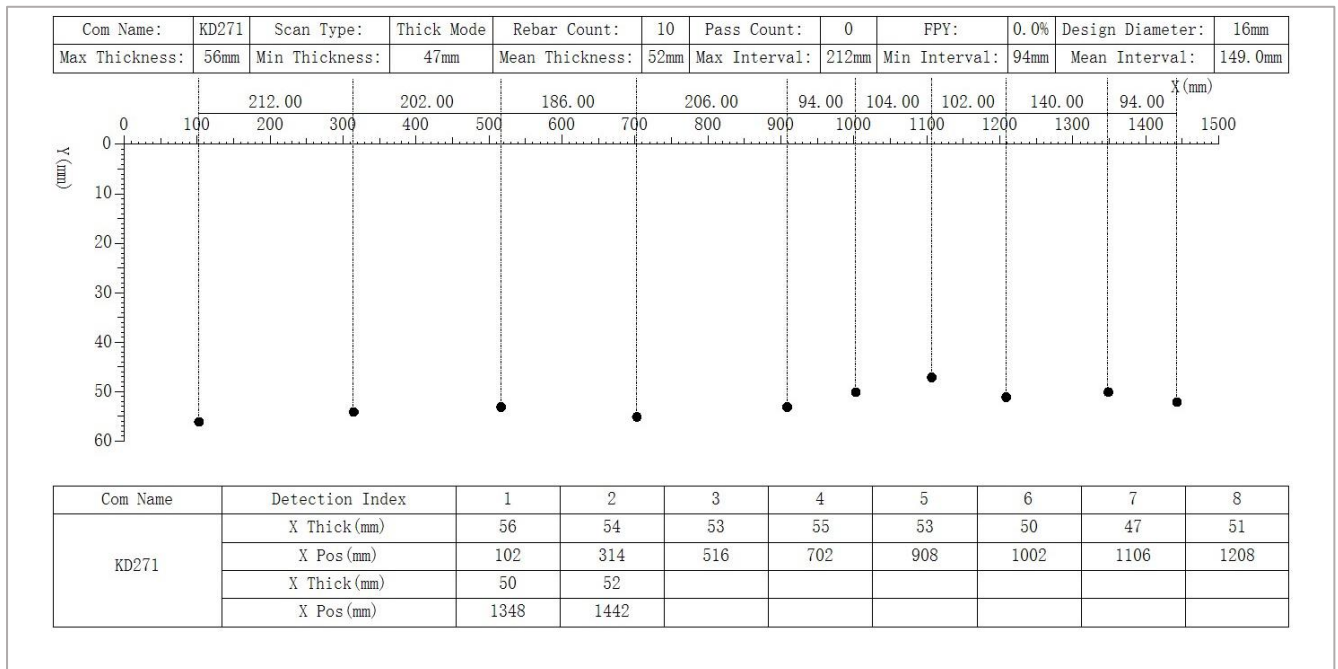 Com Name: KD271 Scan Type: Thick Mode Rebar Count: 10 Pass Count: 0 FPY: 0.0% Design Diameter: 16mm
Max Thickness: 56mm Min Thickness: 47mm Mean Thickness: 52mm Max Interval: 212mm Min Interval: 94mm Mean Interval: 149.0mm
X(mm)
212.00 202.00 186.00 206.00 94.00 104.00 102.00 140.00 94.00
0 100 200 300 400 500 600 700 800 900 1000 1100 1200 1300 1400 1500
Y(mm)
0
10
20
30
40
50
60
Com Name Detection Index 1 2 3 4 5 6 7 8
KD271
X Thick(mm) 56 54 53 55 53 50 47 51
X Pos(mm) 102 314 516 702 908 1002 1106 1208
X Thick(mm) 50 52
X Pos(mm) 1348 1442